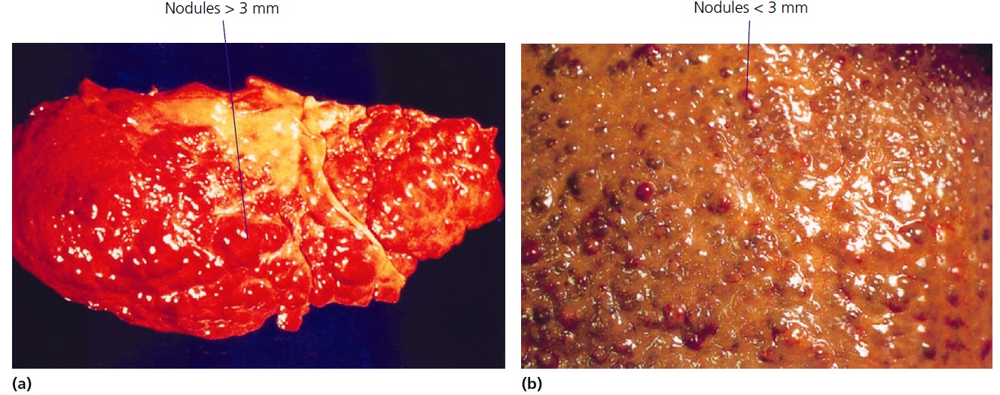 Nodules > 3 mm
Nodules < 3 mm
(a)
(b)